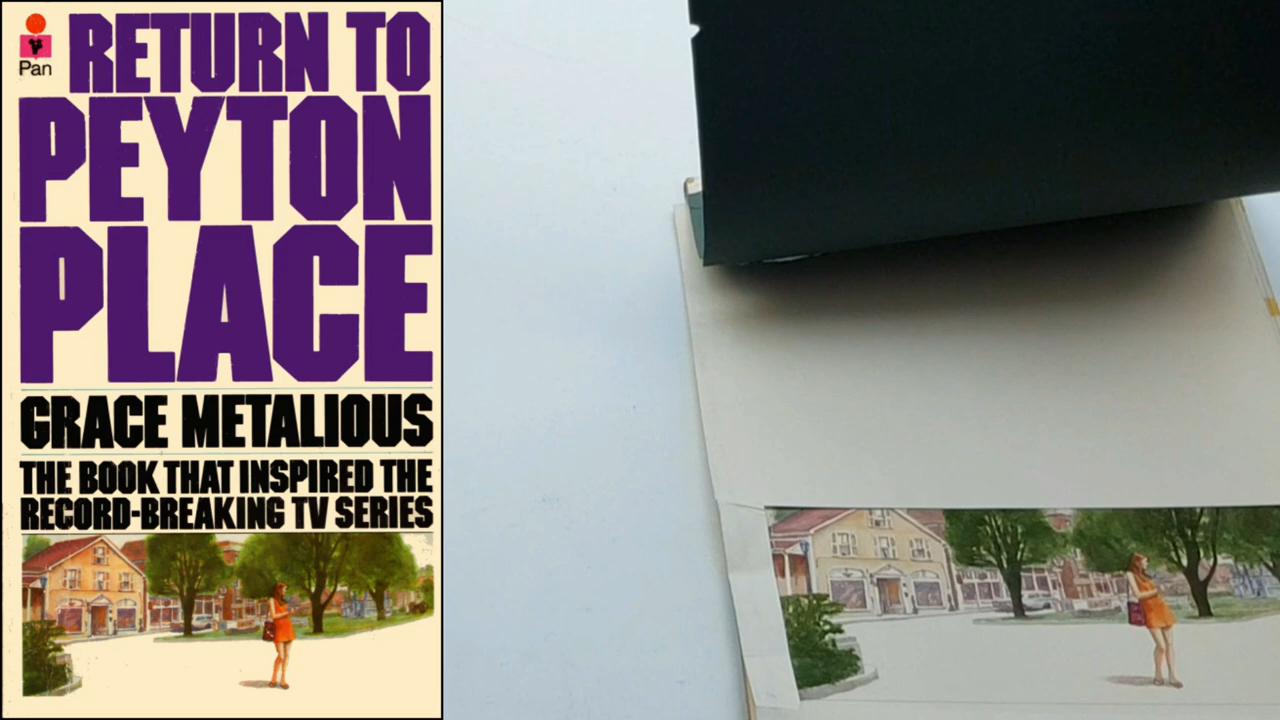 Pan
RETURN TO
PEYTON
PLACE
GRACE METALIOUS
THE BOOK THAT INSPIRED THE
RECORD-BREAKING TV SERIES